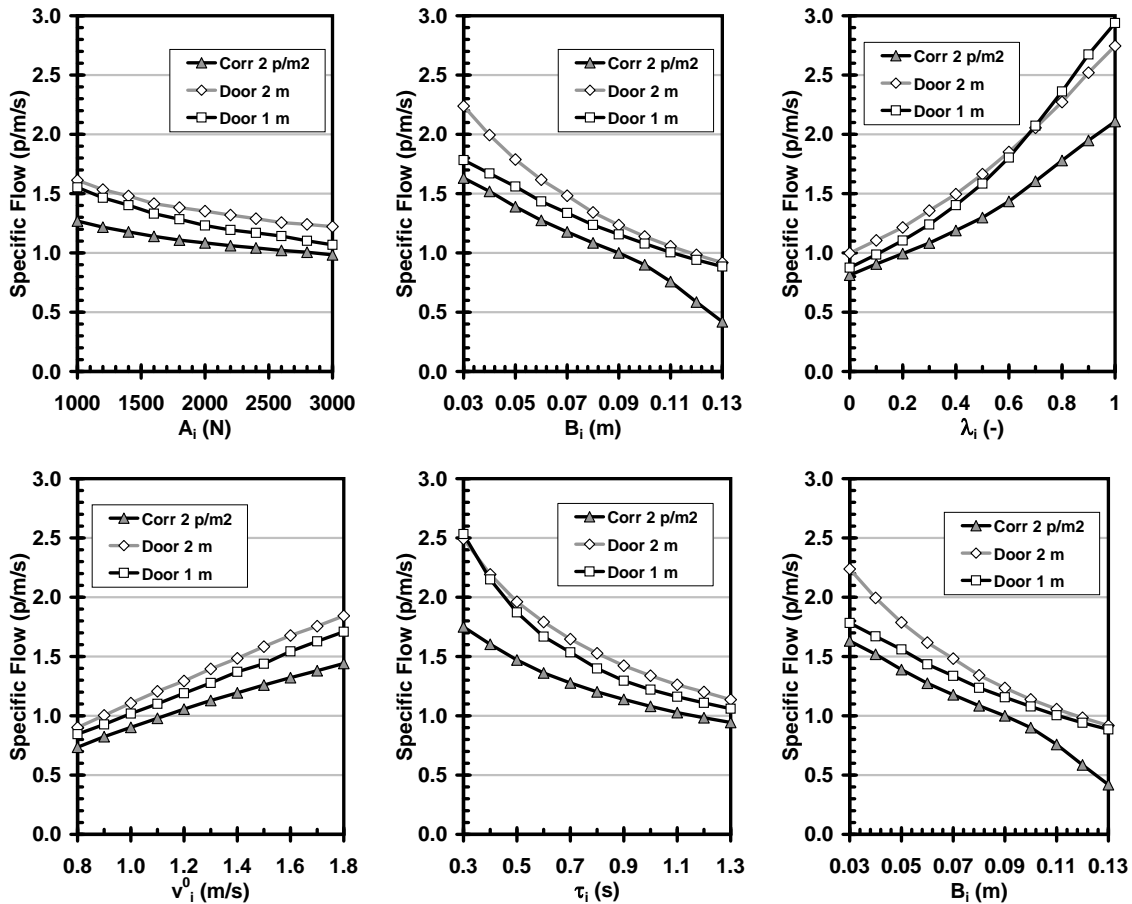 3.0
2.5
2.0
1.5
1.0
0.5
0.0
Specific Flow (p/m/s)
Corr 2 p/m2
Door 2 m
Door 1 m
1000 1500 2000 2500 3000
A_i (N)
3.0
2.5
2.0
1.5
1.0
0.5
0.0
Specific Flow (p/m/s)
Corr 2 p/m2
Door 2 m
Door 1 m
0.03 0.05 0.07 0.09 0.11 0.13
B_i (m)
3.0
2.5
2.0
1.5
1.0
0.5
0.0
Specific Flow (p/m/s)
Corr 2 p/m2
Door 2 m
Door 1 m
0 0.2 0.4 0.6 0.8 1
λ_i (-)
3.0
2.5
2.0
1.5
1.0
0.5
0.0
Specific Flow (p/m/s)
Corr 2 p/m2
Door 2 m
Door 1 m
0.8 1.0 1.2 1.4 1.6 1.8
v^0_i (m/s)
3.0
2.5
2.0
1.5
1.0
0.5
0.0
Specific Flow (p/m/s)
Corr 2 p/m2
Door 2 m
Door 1 m
0.3 0.5 0.7 0.9 1.1 1.3
τ_i (s)
3.0
2.5
2.0
1.5
1.0
0.5
0.0
Specific Flow (p/m/s)
Corr 2 p/m2
Door 2 m
Door 1 m
0.03 0.05 0.07 0.09 0.11 0.13
B_i (m)